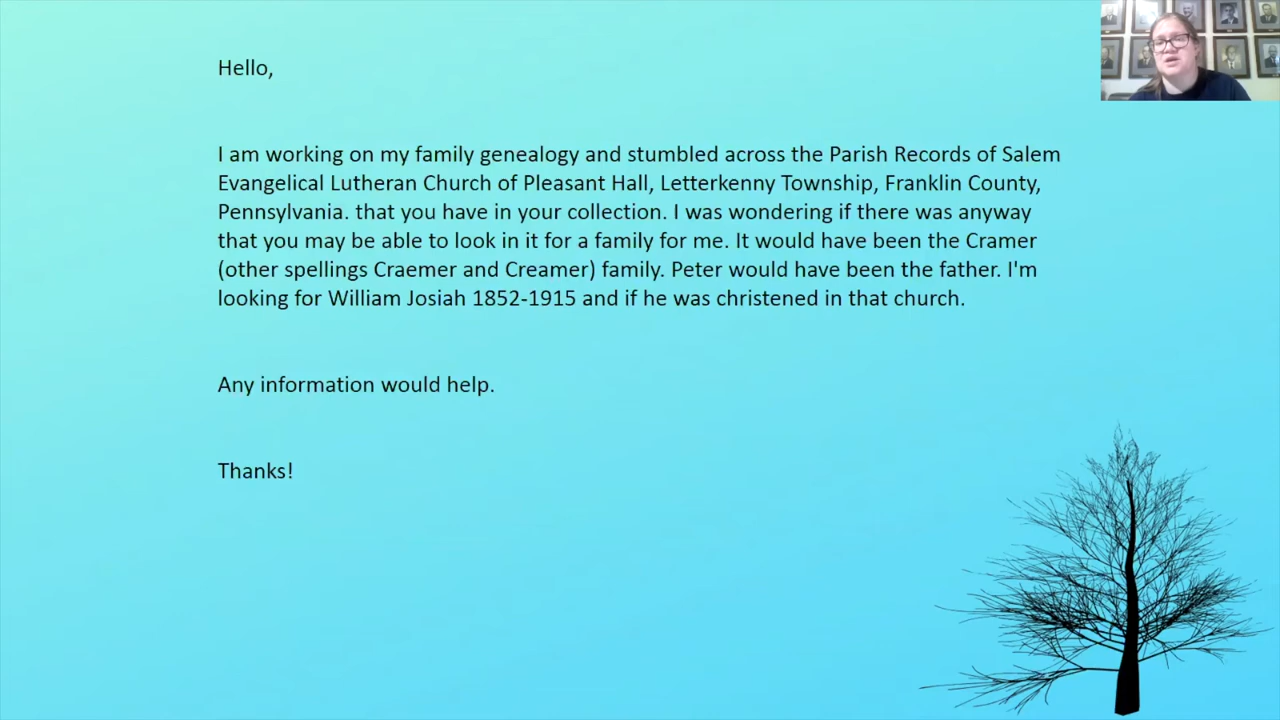 Hello,
I am working on my family genealogy and stumbled across the Parish Records of Salem
Evangelical Lutheran Church of Pleasant Hall, Letterkenny Township, Franklin County,
Pennsylvania. that you have in your collection. I was wondering if there was anyway
that you may be able to look in it for a family for me. It would have been the Cramer
(other spellings Craemer and Creamer) family. Peter would have been the father. I'm
looking for William Josiah 1852-1915 and if he was christened in that church.
Any information would help.
Thanks!